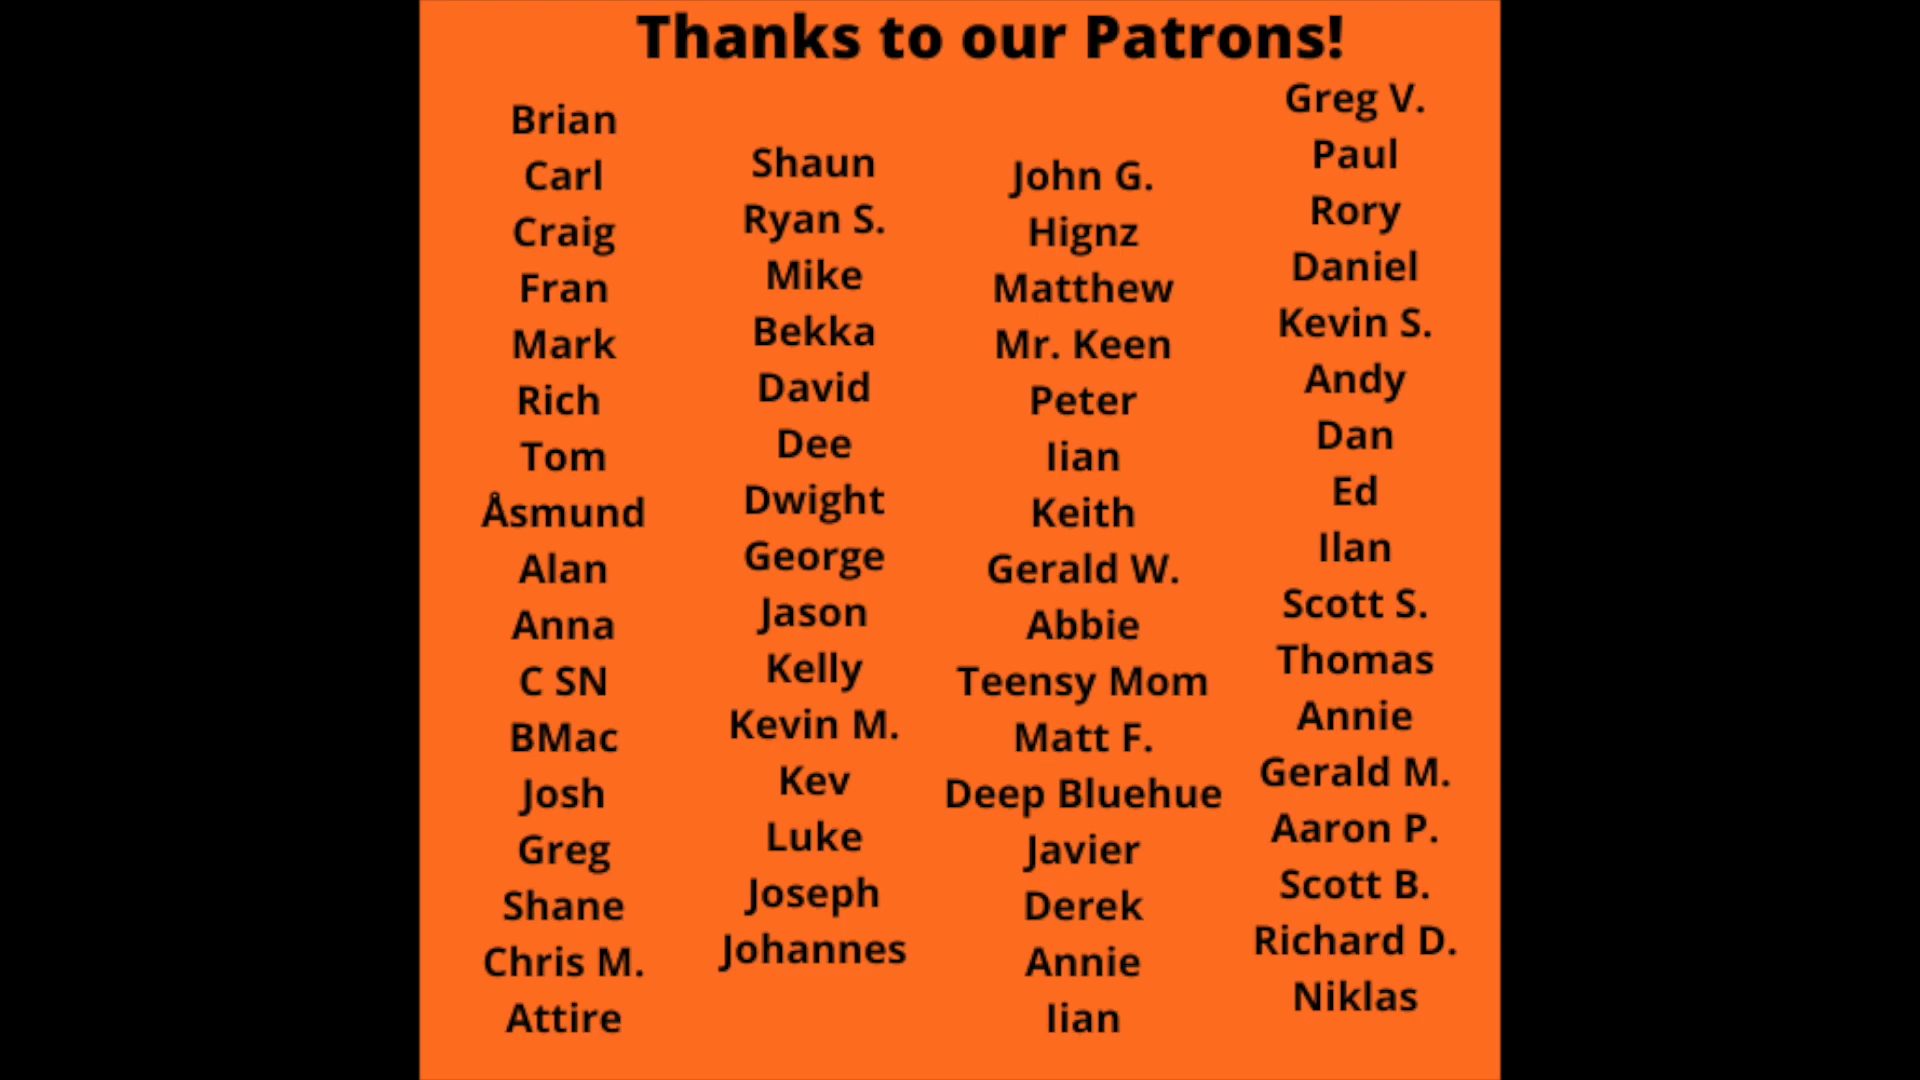 Thanks to our Patrons!
Brian
Carl
Craig
Fran
Mark
Rich
Tom
Åsmund
Alan
Anna
C SN
BMac
Josh
Greg
Shane
Chris M.
Attire
Shaun
Ryan S.
Mike
Bekka
David
Dee
Dwight
George
Jason
Kelly
Kevin M.
Kev
Luke
Joseph
Johannes
John G.
Hignz
Matthew
Mr. Keen
Peter
Iian
Keith
Gerald W.
Abbie
Teensy Mom
Matt F.
Deep Bluehue
Javier
Derek
Annie
Iian
Greg V.
Paul
Rory
Daniel
Kevin S.
Andy
Dan
Ed
Ilan
Scott S.
Thomas
Annie
Gerald M.
Aaron P.
Scott B.
Richard D.
Niklas